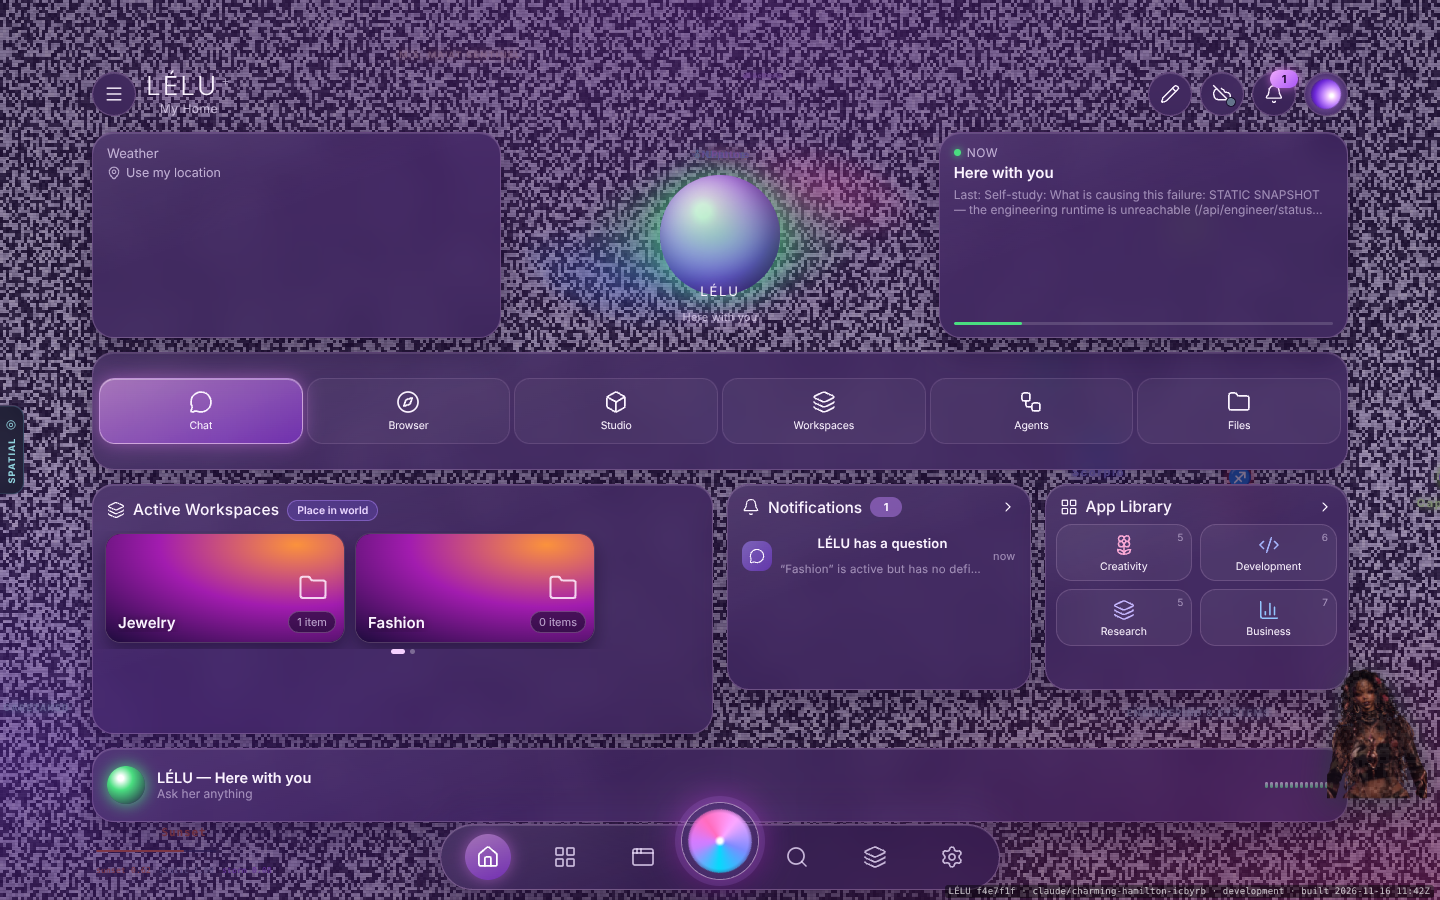 LÉLU
My Home
1
Weather
Use my location
LÉLU
Here with you
NOW
Here with you
Last: Self-study: What is causing this failure: STATIC SNAPSHOT
— the engineering runtime is unreachable (/api/engineer/status...
SPATIAL
Chat
Browser
Studio
Workspaces
Agents
Files
Active Workspaces
Place in world
Jewelry
1 item
Fashion
0 items
Notifications
1
LÉLU has a question
“Fashion” is active but has no defi...
now
App Library
Creativity
5
Development
6
Research
5
Business
7
LÉLU — Here with you
Ask her anything
LÉLU f4e7f1f · claude/charming-hamilton-icbyrb · development · built 2026-11-16 11:42Z